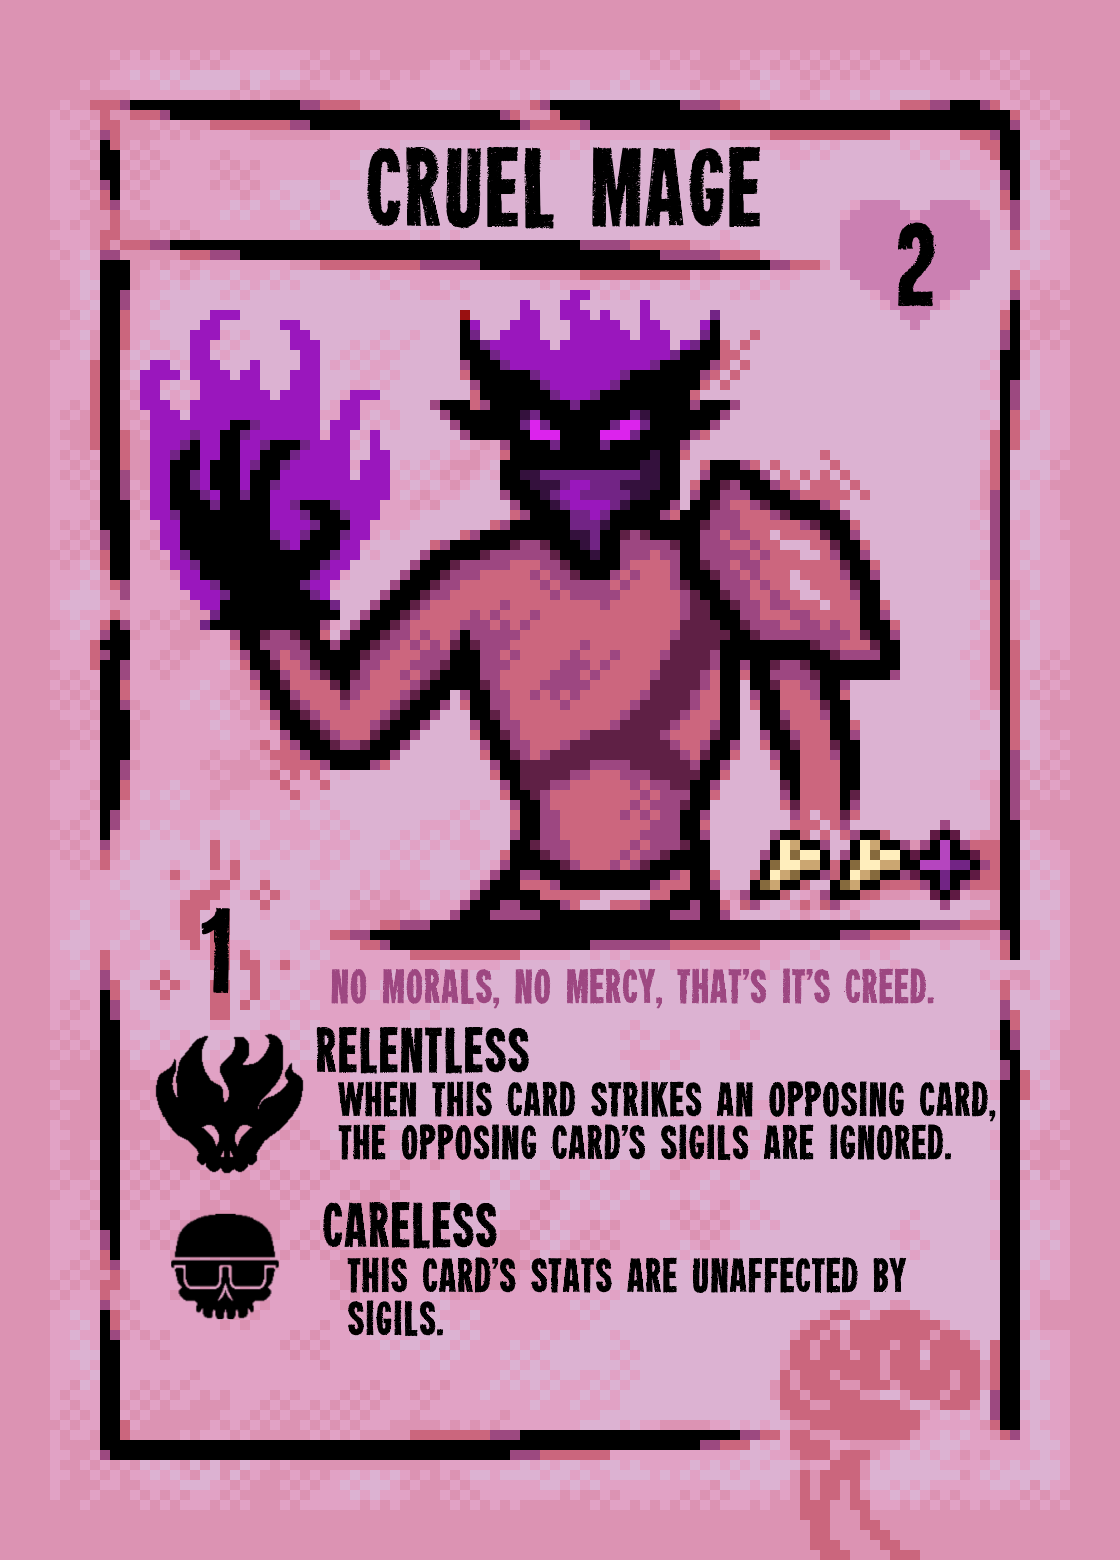 CRUEL MAGE
2
1
NO MORALS, NO MERCY, THAT'S IT'S CREED.
RELENTLESS
WHEN THIS CARD STRIKES AN OPPOSING CARD,
THE OPPOSING CARD'S SIGILS ARE IGNORED.
CARELESS
THIS CARD'S STATS ARE UNAFFECTED BY
SIGILS.